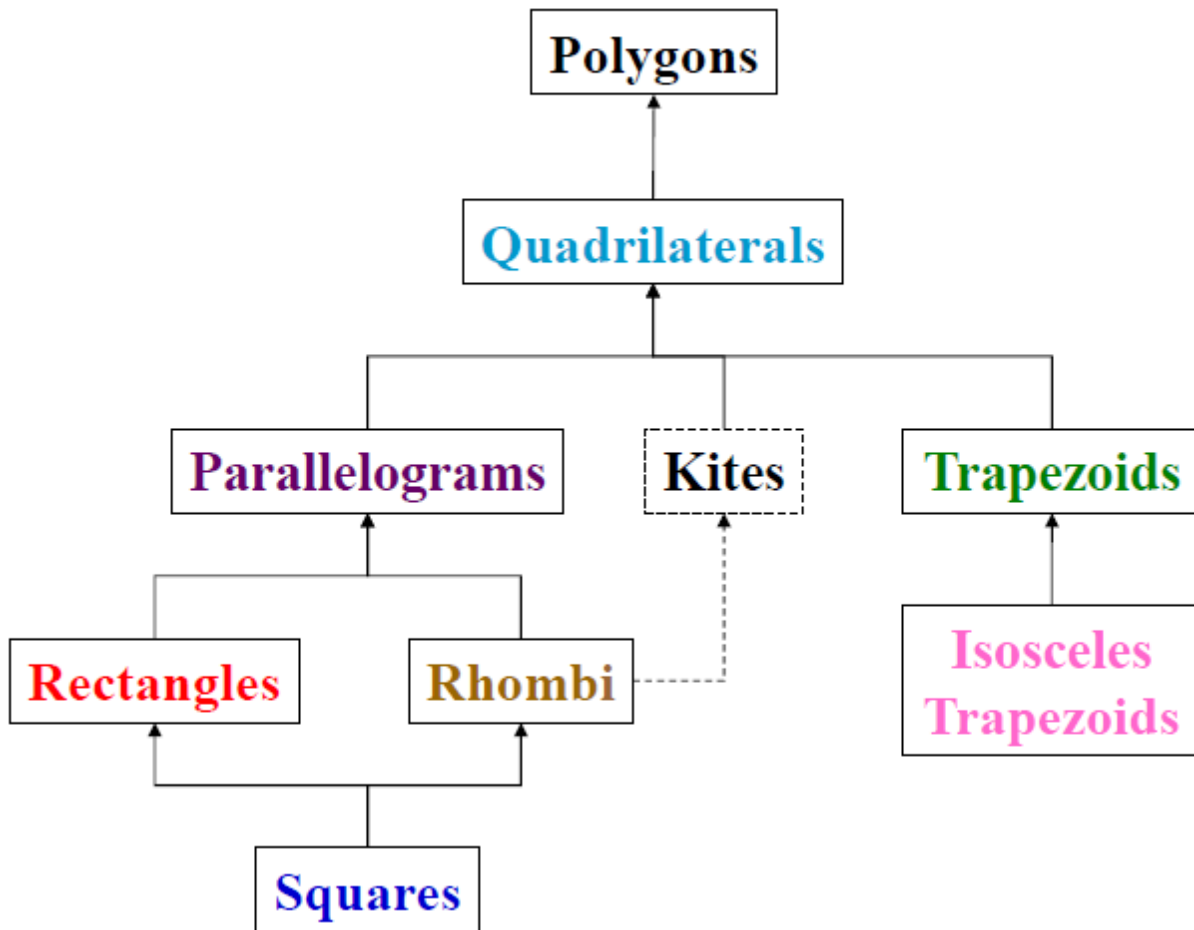 Polygons
Quadrilaterals
Parallelograms
Kites
Trapezoids
Rectangles
Rhombi
Isosceles
Trapezoids
Squares